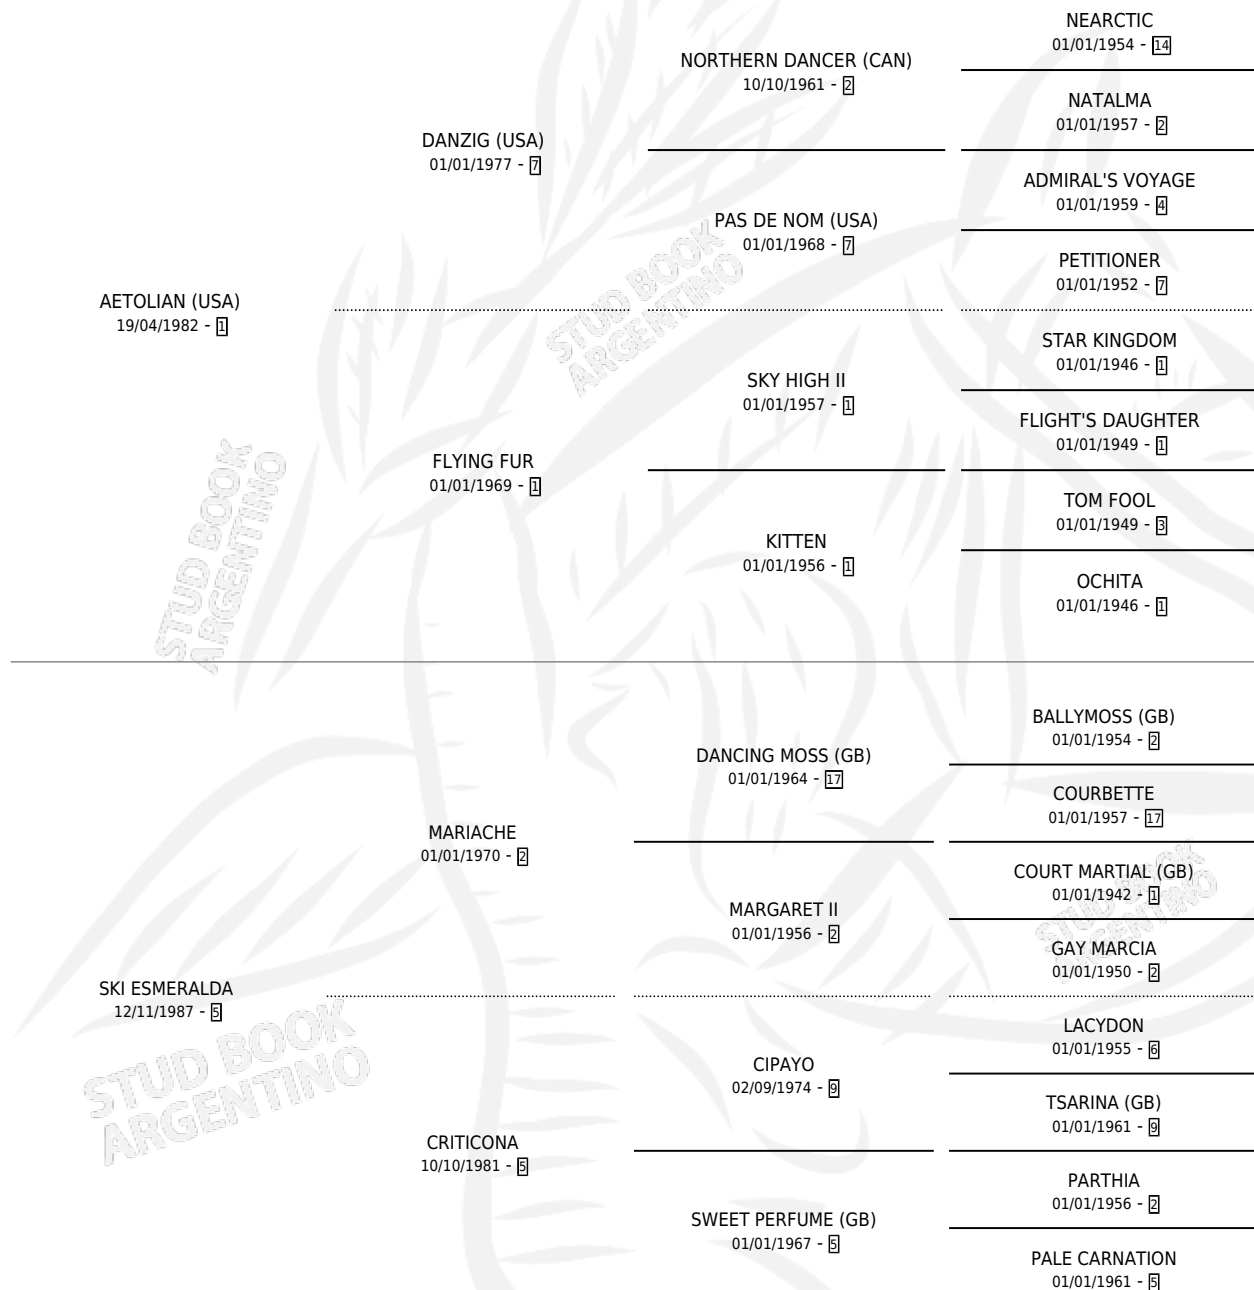 NEARCTIC
01/01/1954 - 14
NORTHERN DANCER (CAN)
10/10/1961 - 2
NATALMA
01/01/1957 - 2
DANZIG (USA)
01/01/1977 - 7
ADMIRAL'S VOYAGE
01/01/1959 - 4
PAS DE NOM (USA)
01/01/1968 - 7
PETITIONER
01/01/1952 - 7
AETOLIAN (USA)
19/04/1982 - 1
STUD BOOK
ARGENTINO
STAR KINGDOM
01/01/1946 - 1
SKY HIGH II
01/01/1957 - 1
FLIGHT'S DAUGHTER
01/01/1949 - 1
FLYING FUR
01/01/1969 - 1
TOM FOOL
01/01/1949 - 3
KITTEN
01/01/1956 - 1
OCHITA
01/01/1946 - 1
STUD BOOK
ARGENTINO
BALLYMOSS (GB)
01/01/1954 - 2
DANCING MOSS (GB)
01/01/1964 - 17
COURBETTE
01/01/1957 - 17
MARIACHE
01/01/1970 - 2
COURT MARTIAL (GB)
01/01/1942 - 1
MARGARET II
01/01/1956 - 2
STUD BOOK
ARGENTINO
GAY MARCIA
01/01/1950 - 2
SKI ESMERALDA
12/11/1987 - 5
LACYDON
01/01/1955 - 6
CIPAYO
02/09/1974 - 9
STUD BOOK
ARGENTINO
TSARINA (GB)
01/01/1961 - 9
CRITICONA
10/10/1981 - 5
PARTHIA
01/01/1956 - 2
SWEET PERFUME (GB)
01/01/1967 - 5
PALE CARNATION
01/01/1961 - 5